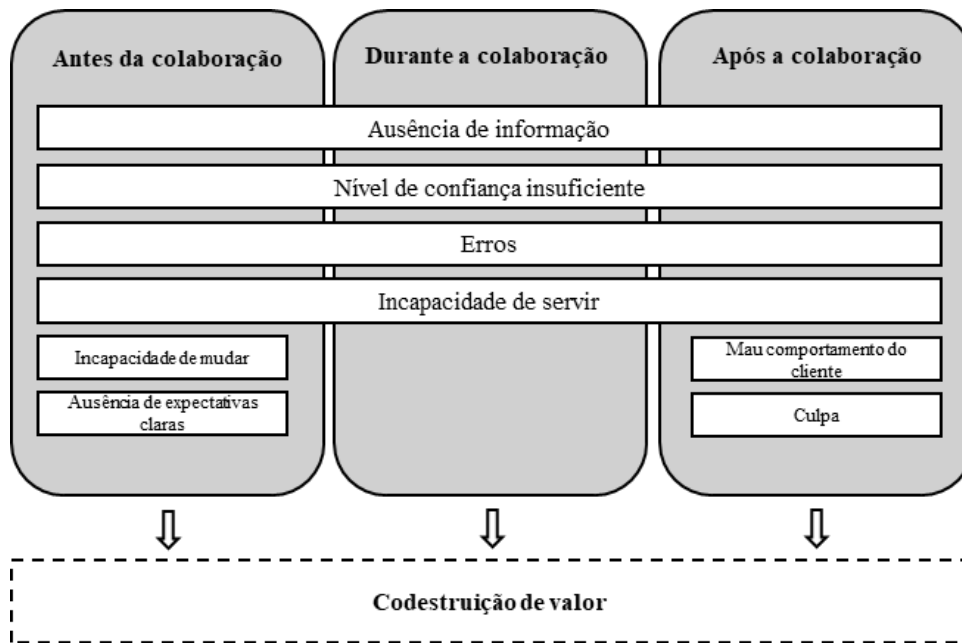 Antes da colaboração
Durante a colaboração
Após a colaboração
Ausência de informação
Nível de confiança insuficiente
Erros
Incapacidade de servir
Incapacidade de mudar
Ausência de expectativas
claras
Mau comportamento do
cliente
Culpa
Codestruição de valor